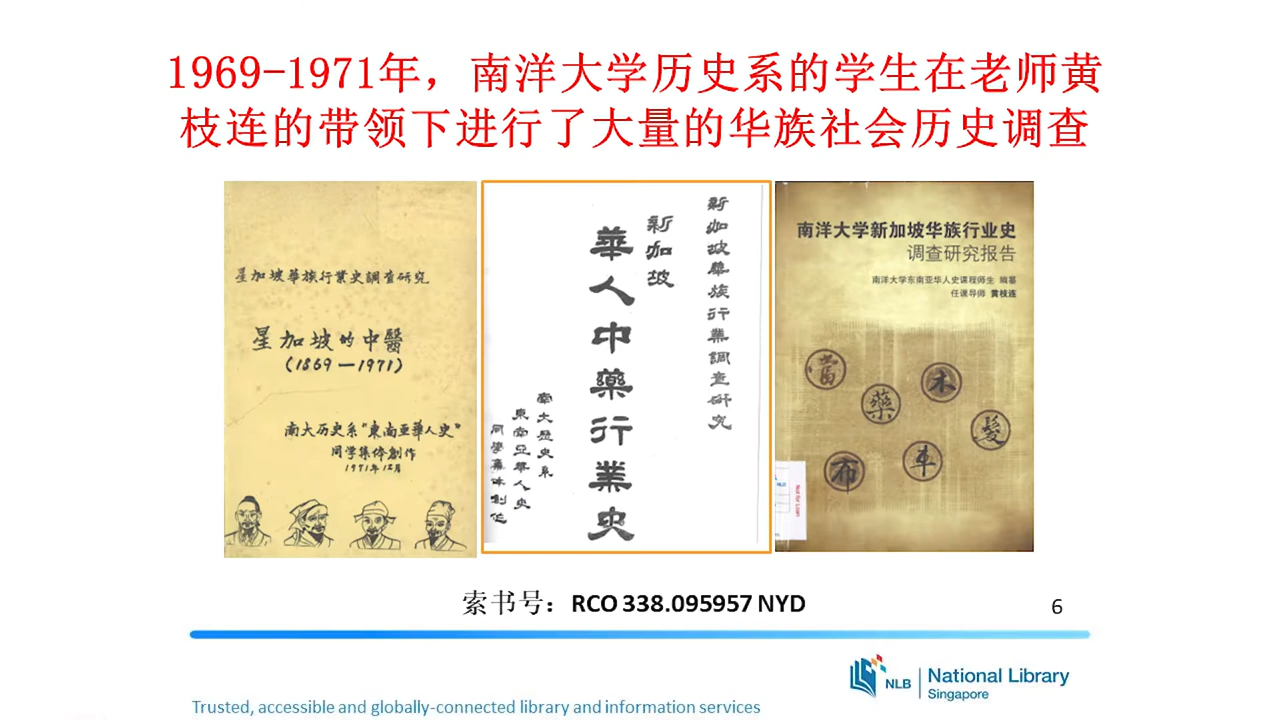 1969-1971年，南洋大学历史系的学生在老师黄
枝连的带领下进行了大量的华族社会历史调查
星加坡華族行業史調查研究
星加坡的中醫
(1869—1971)
南大历史系"東南亚華人史"
同学集体創作
1971年12月
新加坡華族行業調查研究
新加坡
華人中藥行業史
南大歷史系
東南亞華人史
同學集体創作
南洋大学新加坡华族行业史
调查研究报告
南洋大学东南亚华人史课程师生 编纂
任课导师 黄枝连
當
藥
木
髮
布
車
Not for Loan
索书号：RCO 338.095957 NYD
6
NLB
National Library
Singapore
Trusted, accessible and globally-connected library and information services